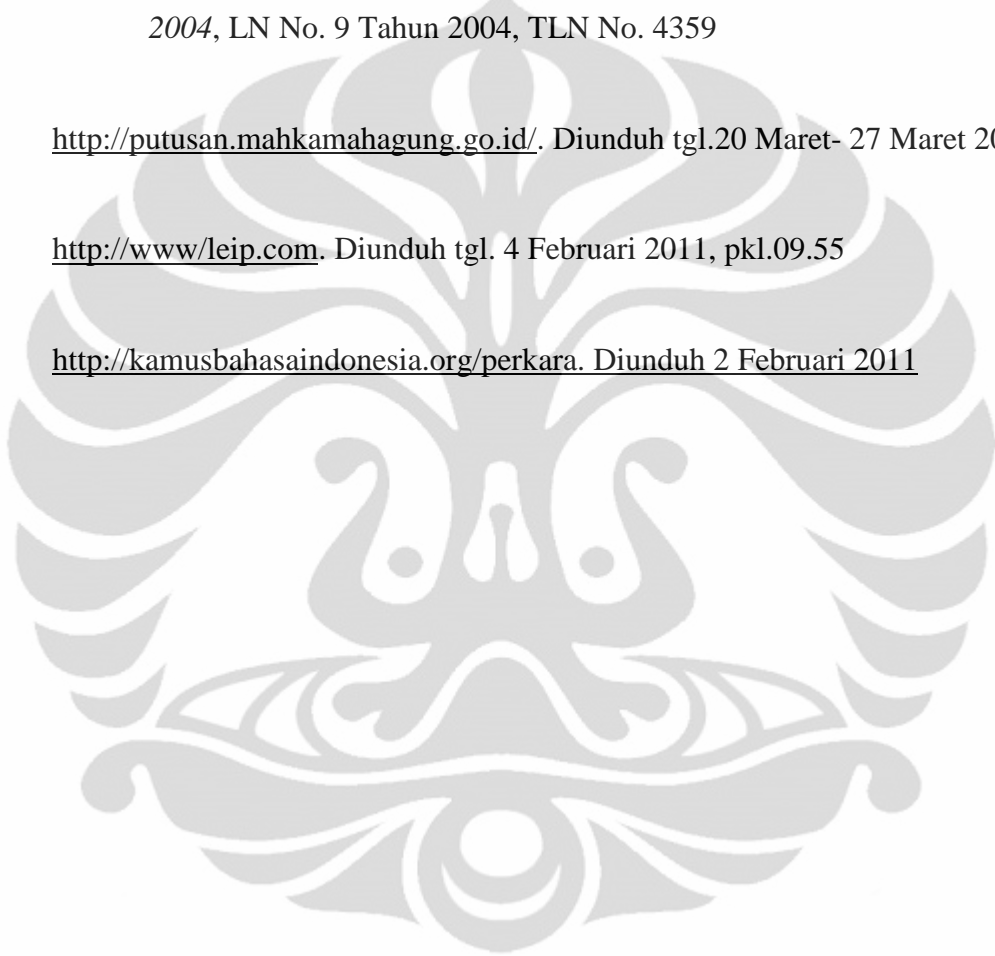 2004, LN No. 9 Tahun 2004, TLN No. 4359
http://putusan.mahkamahagung.go.id/. Diunduh tgl.20 Maret- 27 Maret 20
http://www/leip.com. Diunduh tgl. 4 Februari 2011, pkl.09.55
http://kamusbahasaindonesia.org/perkara. Diunduh 2 Februari 2011